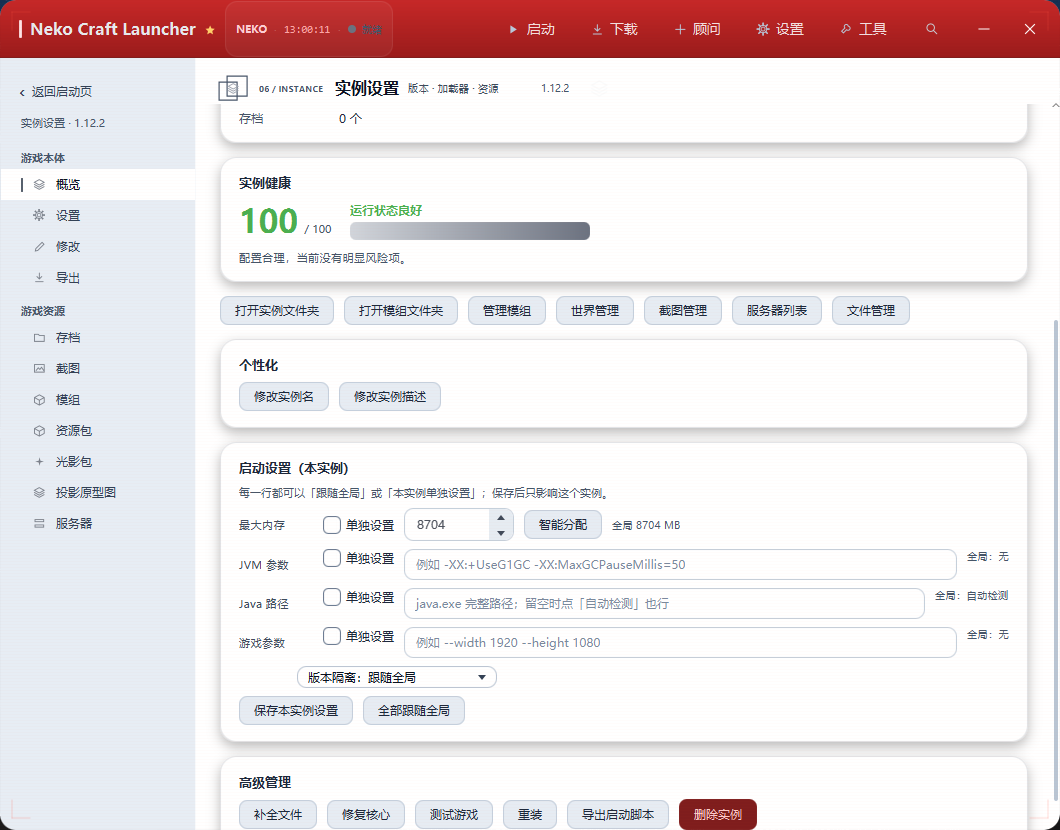 Neko Craft Launcher
NEKO 13:00:11
启动 下载 顾问 设置 工具
返回启动页
实例设置 · 1.12.2
游戏本体
概览
设置
修改
导出
游戏资源
存档
截图
模组
资源包
光影包
投影原型图
服务器
06 / INSTANCE 实例设置 版本 · 加载器 · 资源 1.12.2
存档 0 个
实例健康
100 / 100 运行状态良好
配置合理，当前没有明显风险项。
打开实例文件夹 打开模组文件夹 管理模组 世界管理 截图管理 服务器列表 文件管理
个性化
修改实例名 修改实例描述
启动设置（本实例）
每一行都可以「跟随全局」或「本实例单独设置」；保存后只影响这个实例。
最大内存 单独设置 8704 智能分配 全局 8704 MB
JVM 参数 单独设置 例如 -XX:+UseG1GC -XX:MaxGCPauseMillis=50 全局：无
Java 路径 单独设置 java.exe 完整路径；留空时点「自动检测」也行 全局：自动检测
游戏参数 单独设置 例如 --width 1920 --height 1080 全局：无
版本隔离：跟随全局
保存本实例设置 全部跟随全局
高级管理
补全文件 修复核心 测试游戏 重装 导出启动脚本 删除实例